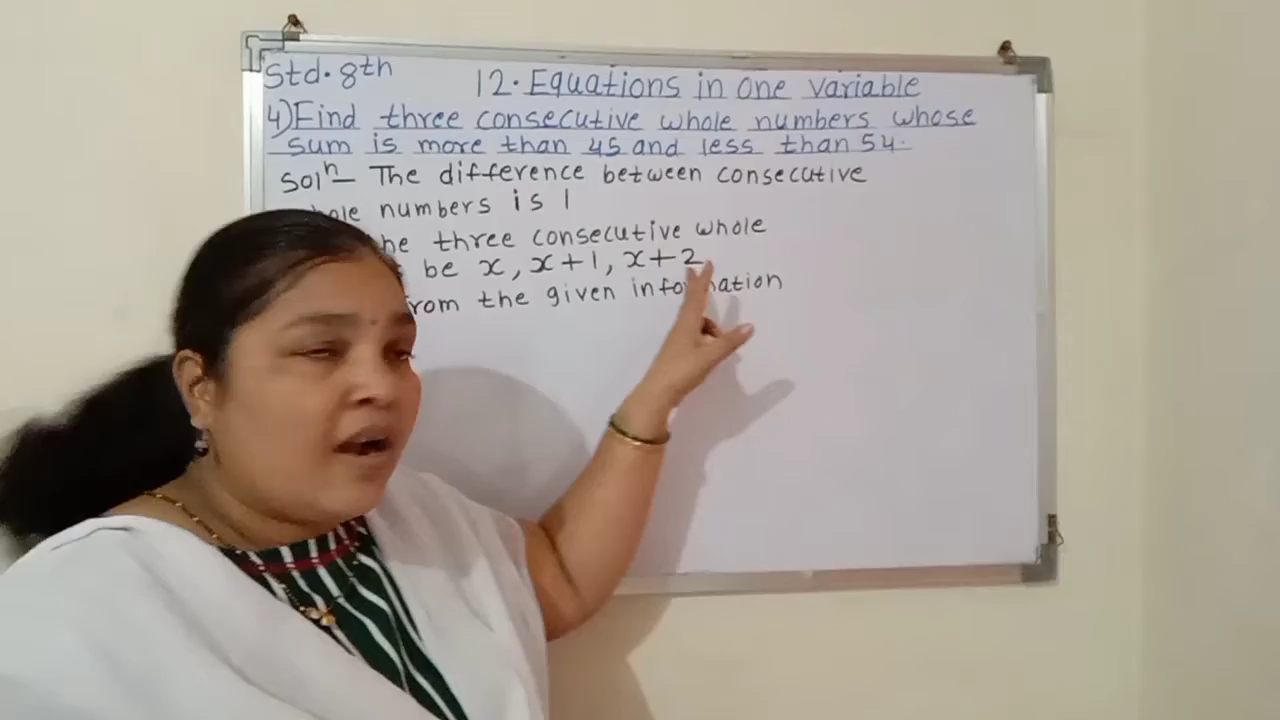 Std. 8th
12. Equations in one variable
4) Find three consecutive whole numbers whose
sum is more than 45 and less than 54.
Solⁿ— The difference between consecutive
numbers is 1
three consecutive whole
be x, x+1, x+2
the given information